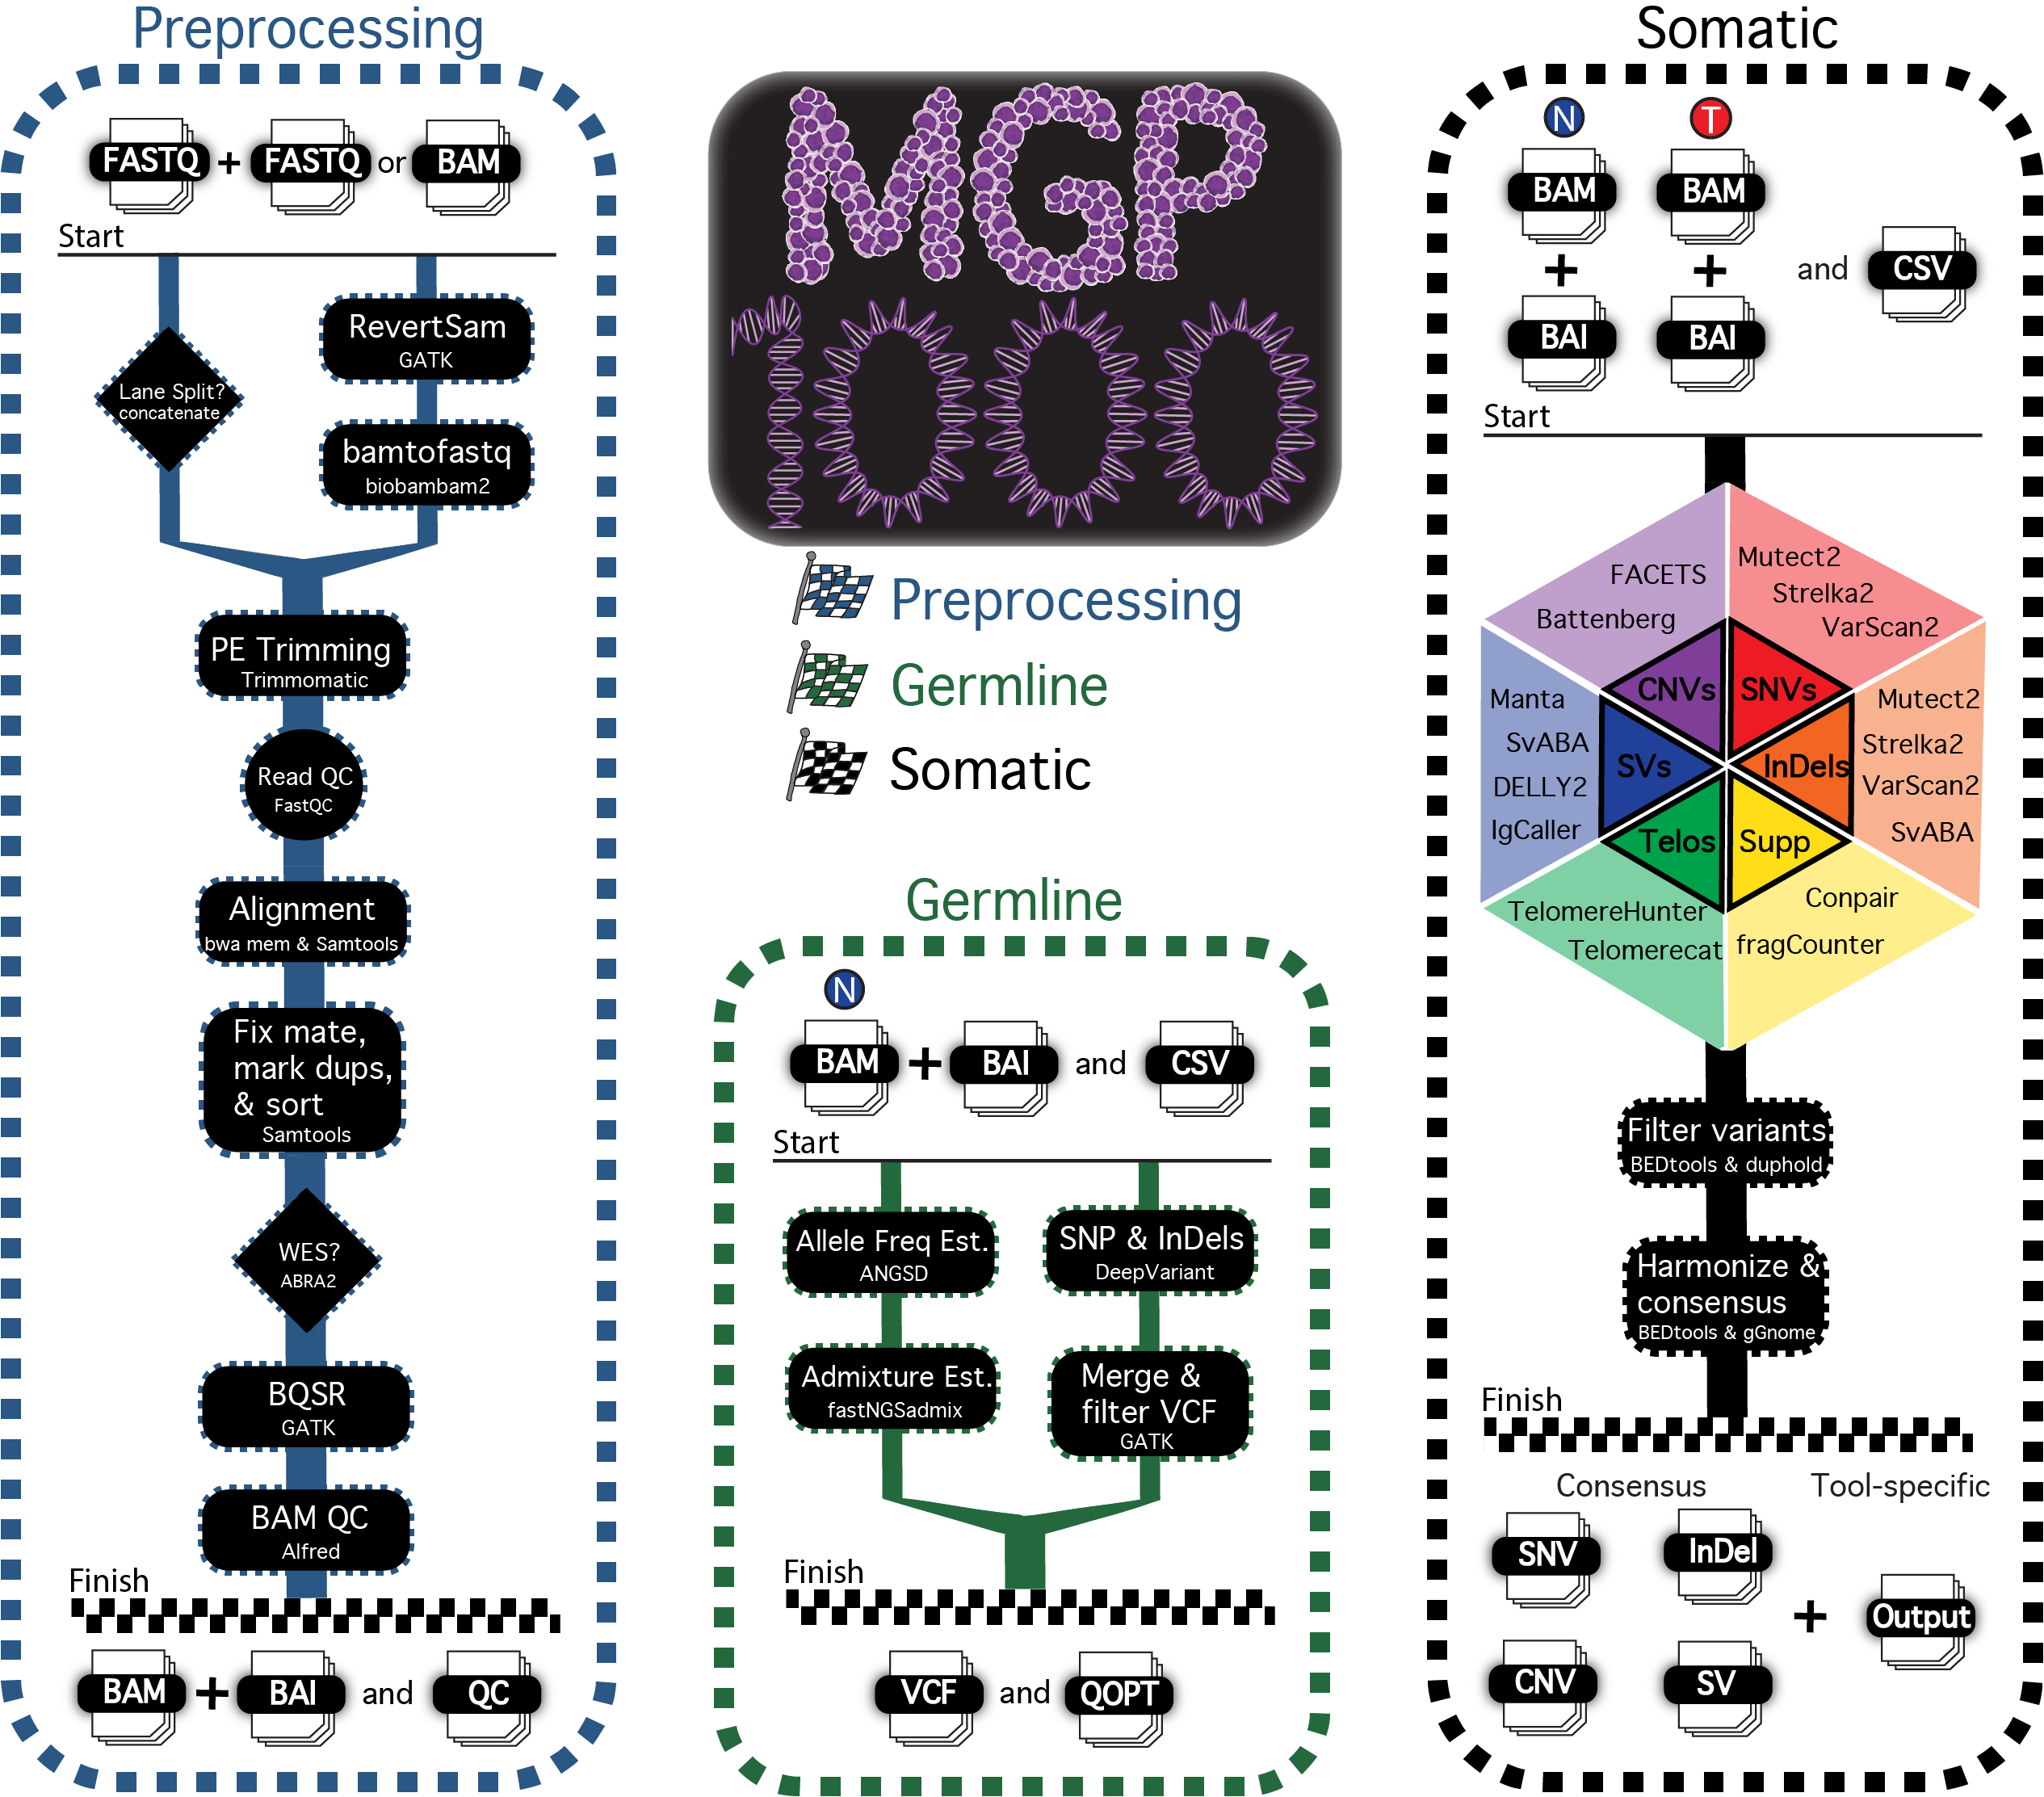 Preprocessing
FASTQ + FASTQ or BAM
Start
Lane Split?
concatenate
RevertSam
GATK
bamtofastq
biobambam2
PE Trimming
Trimmomatic
Read QC
FastQC
Alignment
bwa mem & Samtools
Fix mate,
mark dups,
& sort
Samtools
WES?
ABRA2
BQSR
GATK
BAM QC
Alfred
Finish
BAM + BAI and QC
MGP
1000
Preprocessing
Germline
Somatic
Germline
N
BAM + BAI and CSV
Start
Allele Freq Est.
ANGSD
Admixture Est.
fastNGSadmix
SNP & InDels
DeepVariant
Merge &
filter VCF
GATK
Finish
VCF and QOPT
Somatic
N T
BAM BAM
+ + and CSV
BAI BAI
Start
FACETS
Battenberg
CNVs
Mutect2
Strelka2
VarScan2
SNVs
Manta
SvABA
DELLY2
IgCaller
SVs
Mutect2
Strelka2
VarScan2
SvABA
InDels
Telos
TelomereHunter
Telomerecat
Supp
Conpair
fragCounter
Filter variants
BEDtools & duphold
Harmonize &
consensus
BEDtools & gGnome
Finish
Consensus Tool-specific
SNV InDel
+ Output
CNV SV